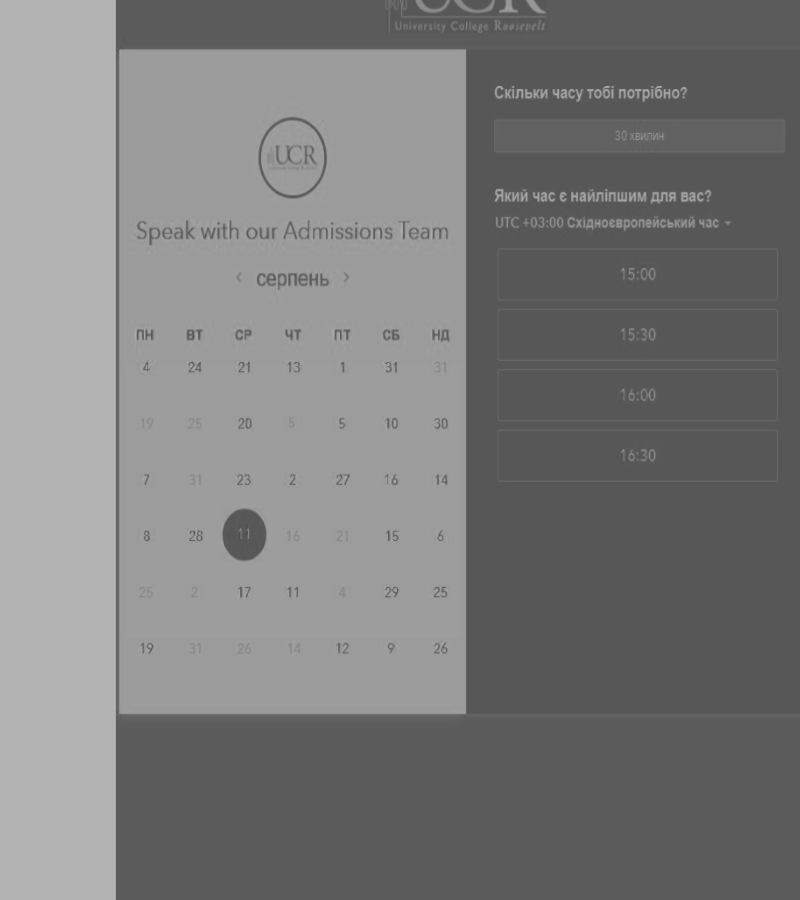 UCR
University College Roosevelt
UCR
Speak with our Admissions Team
‹ серпень ›
ПН ВТ СР ЧТ ПТ СБ НД
4 24 21 13 1 31 31
19 25 20 5 5 10 30
7 31 23 2 27 16 14
8 28 11 16 21 15 6
25 2 17 11 4 29 25
19 31 26 14 12 9 26
Скільки часу тобі потрібно?
30 хвилин
Який час є найліпшим для вас?
UTC +03:00 Східноєвропейський час
15:00
15:30
16:00
16:30